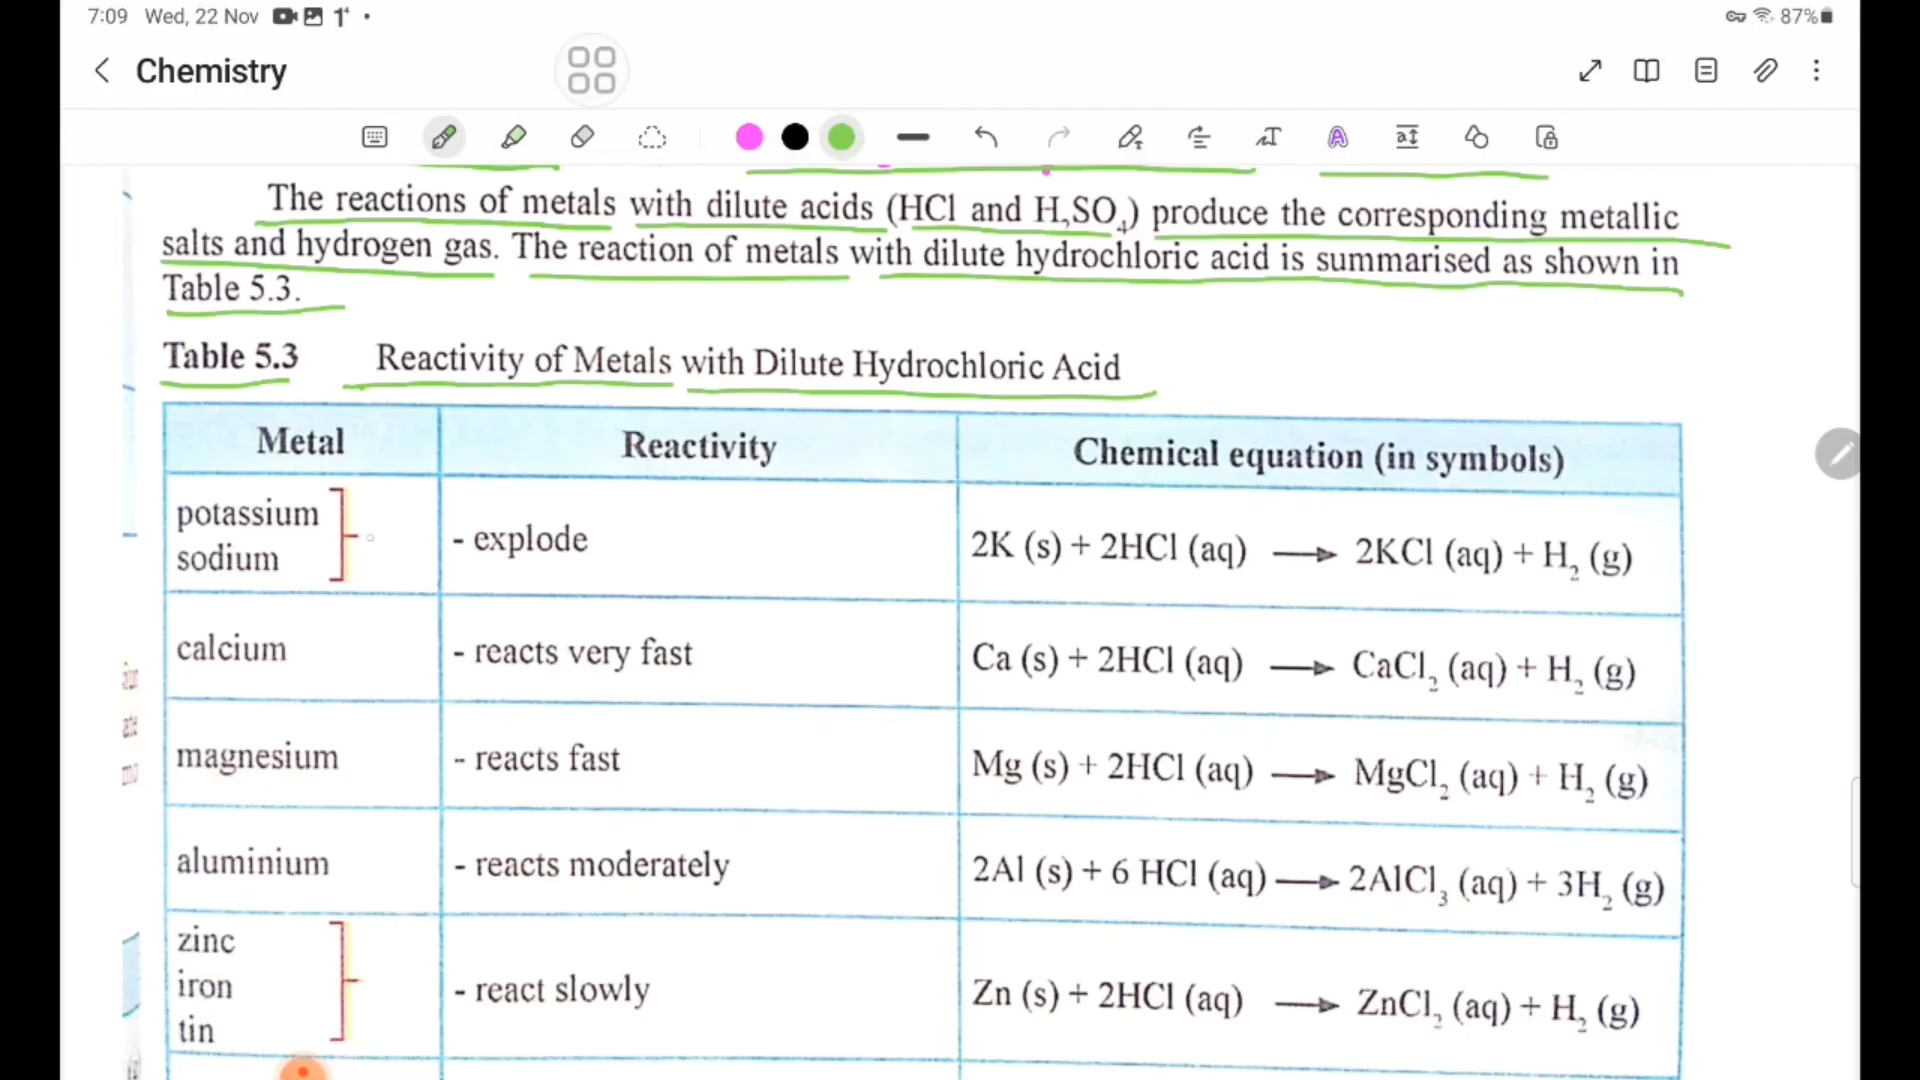 7:09 Wed, 22 Nov
87%
Chemistry
The reactions of metals with dilute acids (HCl and H₂SO₄) produce the corresponding metallic
salts and hydrogen gas. The reaction of metals with dilute hydrochloric acid is summarised as shown in
Table 5.3.
Table 5.3 Reactivity of Metals with Dilute Hydrochloric Acid
Metal Reactivity Chemical equation (in symbols)
potassium
sodium
- explode 2K (s) + 2HCl (aq) → 2KCl (aq) + H₂ (g)
calcium - reacts very fast Ca (s) + 2HCl (aq) → CaCl₂ (aq) + H₂ (g)
magnesium - reacts fast Mg (s) + 2HCl (aq) → MgCl₂ (aq) + H₂ (g)
aluminium - reacts moderately 2Al (s) + 6 HCl (aq) → 2AlCl₃ (aq) + 3H₂ (g)
zinc
iron
tin
- react slowly Zn (s) + 2HCl (aq) → ZnCl₂ (aq) + H₂ (g)